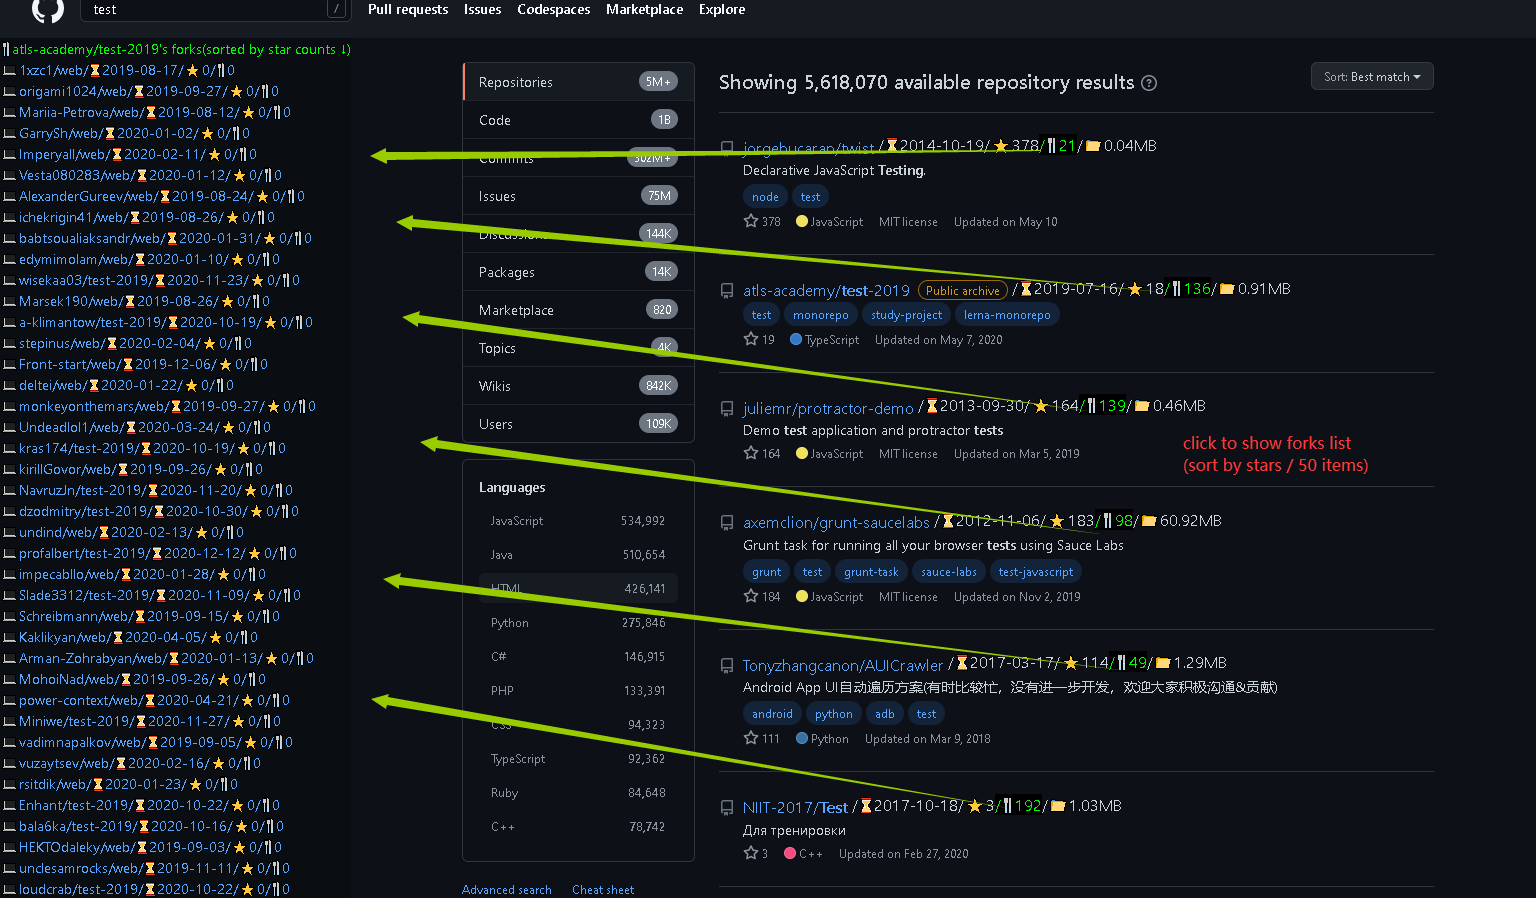 test
/
Pull requests Issues Codespaces Marketplace Explore
atls-academy/test-2019's forks(sorted by star counts ↓)
1xzc1/web/⌛2019-08-17/⭐0/🍴0
origami1024/web/⌛2019-09-27/⭐0/🍴0
Mariia-Petrova/web/⌛2019-08-12/⭐0/🍴0
GarrySh/web/⌛2020-01-02/⭐0/🍴0
Imperyall/web/⌛2020-02-11/⭐0/🍴0
Vesta080283/web/⌛2020-01-12/⭐0/🍴0
AlexanderGureev/web/⌛2019-08-24/⭐0/🍴0
ichekrigin41/web/⌛2019-08-26/⭐0/🍴0
babtsoualiaksandr/web/⌛2020-01-31/⭐0/🍴0
edymimolam/web/⌛2020-01-10/⭐0/🍴0
wisekaa03/test-2019/⌛2020-11-23/⭐0/🍴0
Marsek190/web/⌛2019-08-26/⭐0/🍴0
a-klimantow/test-2019/⌛2020-10-19/⭐0/🍴0
stepinus/web/⌛2020-02-04/⭐0/🍴0
Front-start/web/⌛2019-12-06/⭐0/🍴0
deltei/web/⌛2020-01-22/⭐0/🍴0
monkeyonthemars/web/⌛2019-09-27/⭐0/🍴0
Undeadlol1/web/⌛2020-03-24/⭐0/🍴0
kras174/test-2019/⌛2020-10-19/⭐0/🍴0
kirillGovor/web/⌛2019-09-26/⭐0/🍴0
NavruzJn/test-2019/⌛2020-11-20/⭐0/🍴0
dzodmitry/test-2019/⌛2020-10-30/⭐0/🍴0
undind/web/⌛2020-02-13/⭐0/🍴0
profalbert/test-2019/⌛2020-12-12/⭐0/🍴0
impecabllo/web/⌛2020-01-28/⭐0/🍴0
Slade3312/test-2019/⌛2020-11-09/⭐0/🍴0
Schreibmann/web/⌛2019-09-15/⭐0/🍴0
Kaklikyan/web/⌛2020-04-05/⭐0/🍴0
Arman-Zohrabyan/web/⌛2020-01-13/⭐0/🍴0
MohoiNad/web/⌛2019-09-26/⭐0/🍴0
power-context/web/⌛2020-04-21/⭐0/🍴0
Miniwe/test-2019/⌛2020-11-27/⭐0/🍴0
vadimnapalkov/web/⌛2019-09-05/⭐0/🍴0
vuzaytsev/web/⌛2020-02-16/⭐0/🍴0
rsitdik/web/⌛2020-01-23/⭐0/🍴0
Enhant/test-2019/⌛2020-10-22/⭐0/🍴0
bala6ka/test-2019/⌛2020-10-16/⭐0/🍴0
HEKTOdaleky/web/⌛2019-09-03/⭐0/🍴0
unclesamrocks/web/⌛2019-11-11/⭐0/🍴0
loudcrab/test-2019/⌛2020-10-22/⭐0/🍴0
Repositories 5M+
Code 1B
Commits 302M+
Issues 75M
Discussions 144K
Packages 14K
Marketplace 820
Topics 4K
Wikis 842K
Users 109K
Languages
JavaScript 534,992
Java 510,654
HTML 426,141
Python 275,846
C# 146,915
PHP 133,391
CSS 94,323
TypeScript 92,362
Ruby 84,648
C++ 78,742
Advanced search Cheat sheet
Showing 5,618,070 available repository results
Sort: Best match
jorgebucaran/twist /⌛2014-10-19/⭐378/🍴21/📁0.04MB
Declarative JavaScript Testing.
node test
378 JavaScript MIT license Updated on May 10
atls-academy/test-2019 Public archive /⌛2019-07-16/⭐18/🍴136/📁0.91MB
test monorepo study-project lerna-monorepo
19 TypeScript Updated on May 7, 2020
juliemr/protractor-demo /⌛2013-09-30/⭐164/🍴139/📁0.46MB
Demo test application and protractor tests
164 JavaScript MIT license Updated on Mar 5, 2019
click to show forks list
(sort by stars / 50 items)
axemclion/grunt-saucelabs /⌛2012-11-06/⭐183/🍴98/📁60.92MB
Grunt task for running all your browser tests using Sauce Labs
grunt test grunt-task sauce-labs test-javascript
184 JavaScript MIT license Updated on Nov 2, 2019
Tonyzhangcanon/AUICrawler /⌛2017-03-17/⭐114/🍴49/📁1.29MB
Android App UI自动遍历方案(有时比较忙，没有进一步开发，欢迎大家积极沟通&贡献)
android python adb test
111 Python Updated on Mar 9, 2018
NIIT-2017/Test /⌛2017-10-18/⭐3/🍴192/📁1.03MB
Для тренировки
3 C++ Updated on Feb 27, 2020